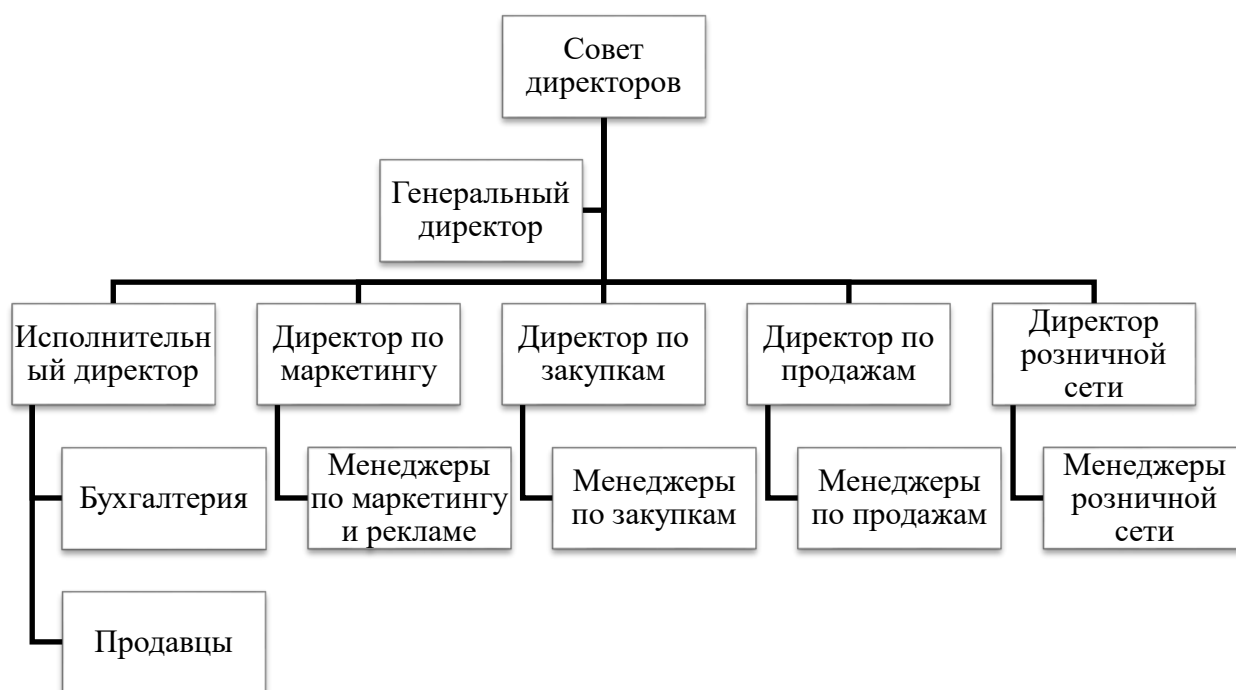 Совет
директоров
Генеральный
директор
Исполнительн
ый директор
Директор по
маркетингу
Директор по
закупкам
Директор по
продажам
Директор
розничной
сети
Бухгалтерия
Менеджеры
по маркетингу
и рекламе
Менеджеры
по закупкам
Менеджеры
по продажам
Менеджеры
розничной
сети
Продавцы